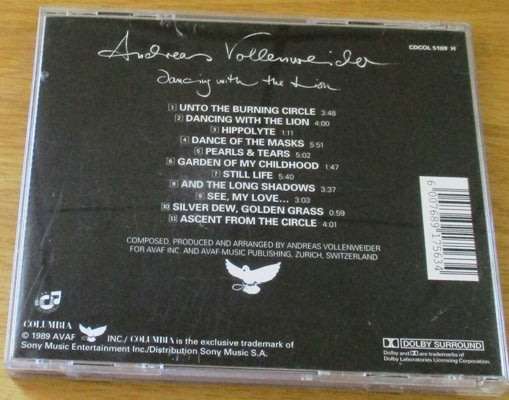 Andreas Vollenweider
CDCOL 5109 H
Dancing with the Lion
1 UNTO THE BURNING CIRCLE 3:48
2 DANCING WITH THE LION 4:00
3 HIPPOLYTE 1:11
4 DANCE OF THE MASKS 5:51
5 PEARLS & TEARS 5:02
6 GARDEN OF MY CHILDHOOD 1:47
7 STILL LIFE 5:40
8 AND THE LONG SHADOWS 3:37
9 SEE, MY LOVE... 3:03
10 SILVER DEW, GOLDEN GRASS 0:59
11 ASCENT FROM THE CIRCLE 4:01
COMPOSED, PRODUCED AND ARRANGED BY ANDREAS VOLLENWEIDER
FOR AVAF INC. AND AVAF-MUSIC PUBLISHING, ZURICH, SWITZERLAND
6 007689 175634
COLUMBIA
© 1989 AVAF INC./ COLUMBIA is the exclusive trademark of
Sony Music Entertainment Inc./Distribution Sony Music S.A.
DOLBY SURROUND
Dolby and are trademarks of
Dolby Laboratories Licensing Corporation.